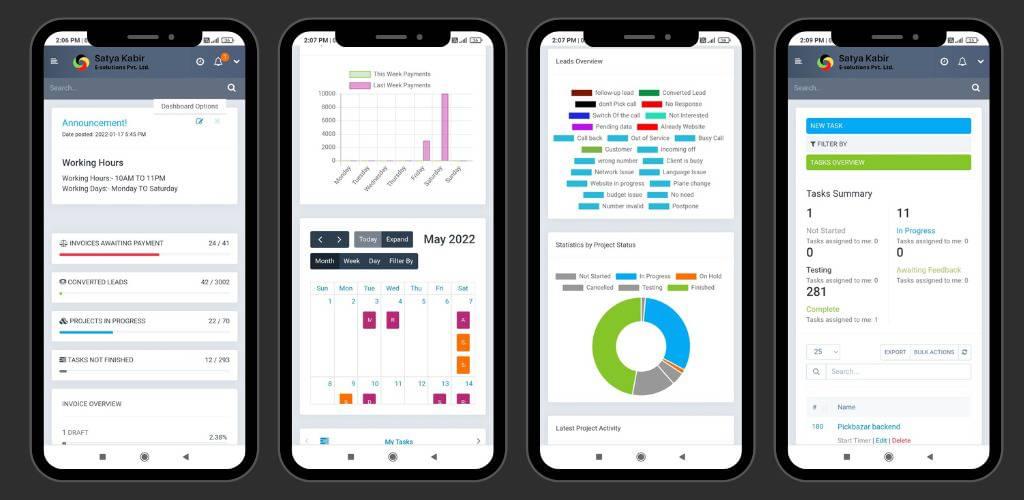 2:06 PM
Satya Kabir
E-solutions Pvt. Ltd.
Search...
Dashboard Options
Announcement!
Date posted: 2022-01-17 5:45 PM
Working Hours
Working Hours:- 10AM TO 11PM
Working Days:- Monday TO Saturday
INVOICES AWAITING PAYMENT 24 / 41
CONVERTED LEADS 42 / 3002
PROJECTS IN PROGRESS 22 / 70
TASKS NOT FINISHED 12 / 293
INVOICE OVERVIEW
1 DRAFT 2.38%
2:07 PM
This Week Payments
Last Week Payments
10000
8000
6000
4000
2000
0
Monday Tuesday Wednesday Thursday Friday Saturday Sunday
Today Expand May 2022
Month Week Day Filter By
Sun Mon Tue Wed Thu Fri Sat
1 2 3 4 5 6 7
8 9 10 11 12 13 14
My Tasks
2:07 PM
Leads Overview
follow-up lead Converted Lead
don't Pick call No Response
Switch Of the call Not Interested
Pending data Already Website
Call back Out of Service Busy Call
Customer incoming off
wrong number Client is busy
Network Issue Language Issue
Website in progress Plane change
budget issue No need
Number invalid Postpone
Statistics by Project Status
Not Started In Progress On Hold
Cancelled Testing Finished
Latest Project Activity
2:09 PM
Satya Kabir
E-solutions Pvt. Ltd.
Search...
NEW TASK
FILTER BY
TASKS OVERVIEW
Tasks Summary
1 11
Not Started In Progress
Tasks assigned to me: 0 Tasks assigned to me: 0
0 0
Testing Awaiting Feedback
Tasks assigned to me: 0 Tasks assigned to me: 0
281
Complete
Tasks assigned to me: 1
25 EXPORT BULK ACTIONS
Search...
# Name
180 Pickbazar backend
Start Timer | Edit | Delete